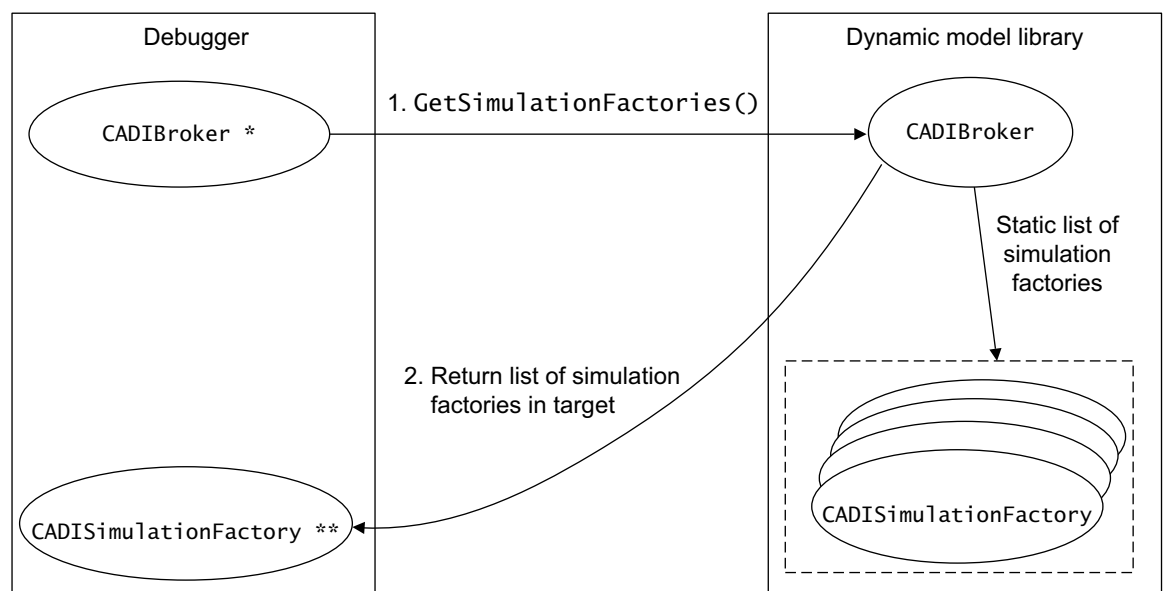 Debugger
Dynamic model library
1. GetSimulationFactories()
CADIBroker *
CADIBroker
Static list of
simulation
factories
2. Return list of simulation
factories in target
CADISimulationFactory **
CADISimulationFactory